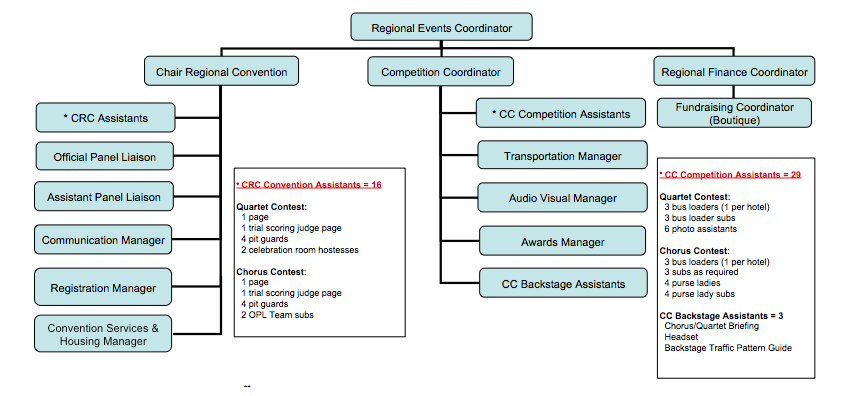 Regional Events Coordinator
Chair Regional Convention
Competition Coordinator
Regional Finance Coordinator
* CRC Assistants
Official Panel Liaison
Assistant Panel Liaison
Communication Manager
Registration Manager
Convention Services &
Housing Manager
* CRC Convention Assistants = 16
Quartet Contest:
1 page
1 trial scoring judge page
4 pit guards
2 celebration room hostesses
Chorus Contest:
1 page
1 trial scoring judge page
4 pit guards
2 OPL Team subs
* CC Competition Assistants
Transportation Manager
Audio Visual Manager
Awards Manager
CC Backstage Assistants
Fundraising Coordinator
(Boutique)
* CC Competition Assistants = 29
Quartet Contest:
3 bus loaders (1 per hotel)
3 bus loader subs
6 photo assistants
Chorus Contest:
3 bus loaders (1 per hotel)
3 subs as required
4 purse ladies
4 purse lady subs
CC Backstage Assistants = 3
Chorus/Quartet Briefing
Headset
Backstage Traffic Pattern Guide
--